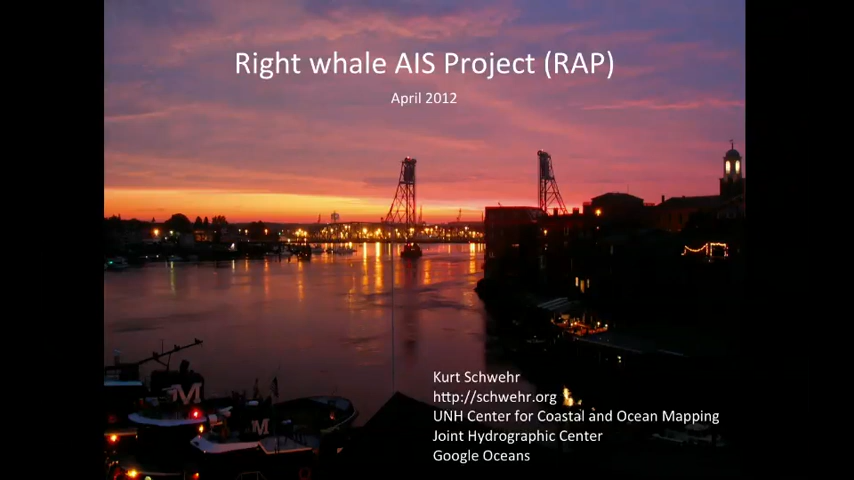 Right whale AIS Project (RAP)
April 2012
M
M
Kurt Schwehr
http://schwehr.org
UNH Center for Coastal and Ocean Mapping
Joint Hydrographic Center
Google Oceans